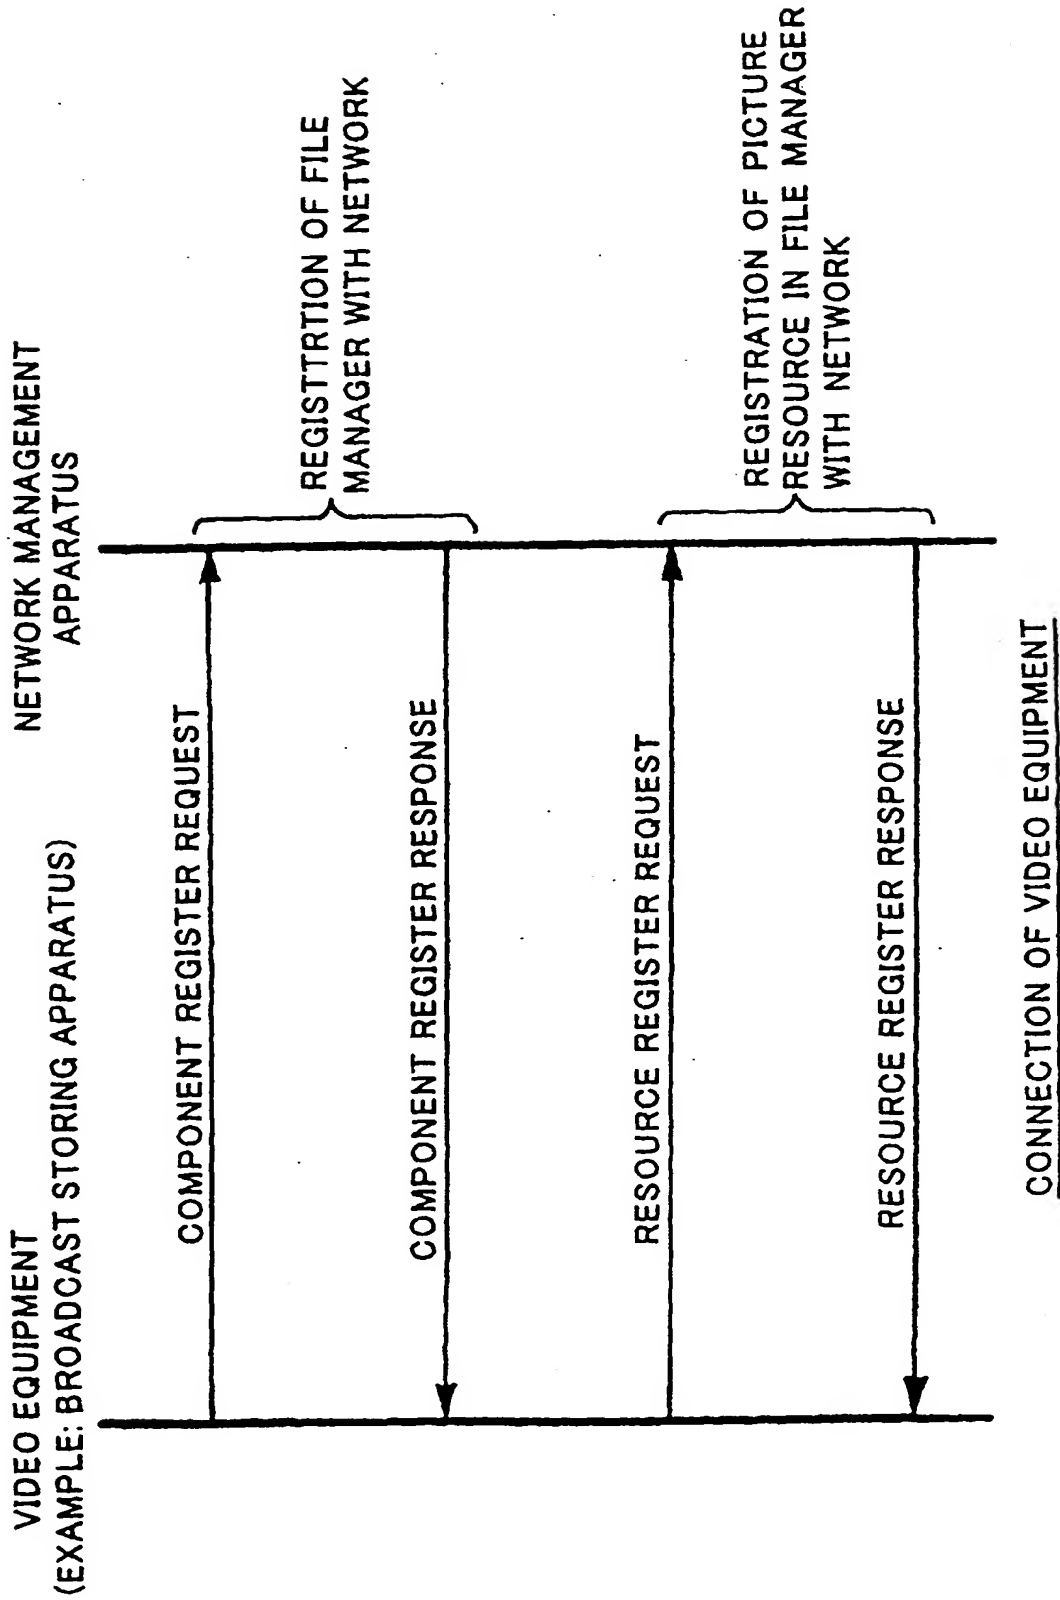 VIDEO EQUIPMENT
(EXAMPLE: BROADCAST STORING APPARATUS)
NETWORK MANAGEMENT
APPARATUS
COMPONENT REGISTER REQUEST
COMPONENT REGISTER RESPONSE
REGISTTRTION OF FILE
MANAGER WITH NETWORK
RESOURCE REGISTER REQUEST
RESOURCE REGISTER RESPONSE
REGISTRATION OF PICTURE
RESOURCE IN FILE MANAGER
WITH NETWORK
CONNECTION OF VIDEO EQUIPMENT